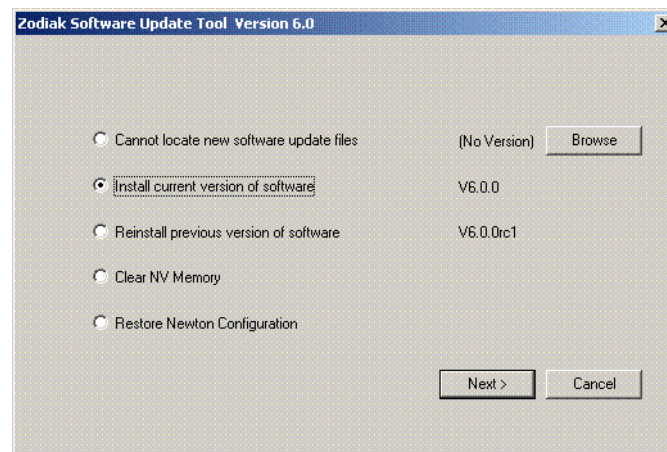 Zodiak Software Update Tool Version 6.0
Cannot locate new software update files (No Version) Browse
Install current version of software V6.0.0
Reinstall previous version of software V6.0.0rc1
Clear NV Memory
Restore Newton Configuration
Next > Cancel